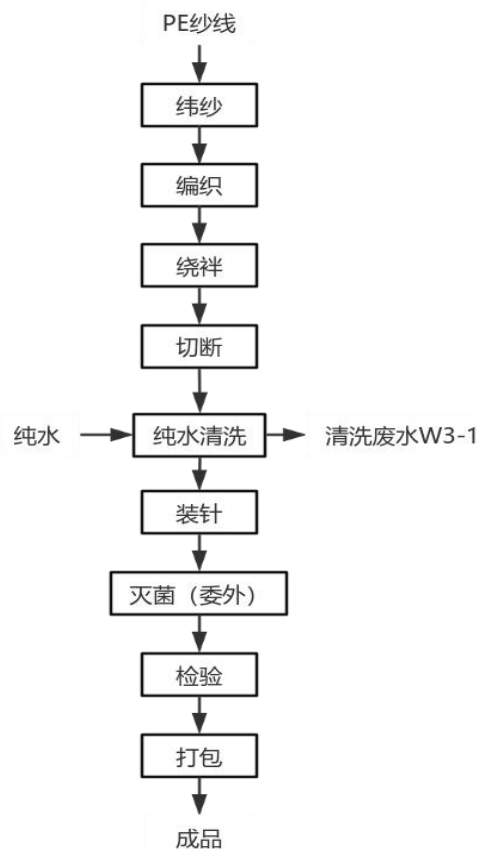 PE纱线
纬纱
编织
绕袢
切断
纯水
纯水清洗
清洗废水W3-1
装针
灭菌（委外）
检验
打包
成品